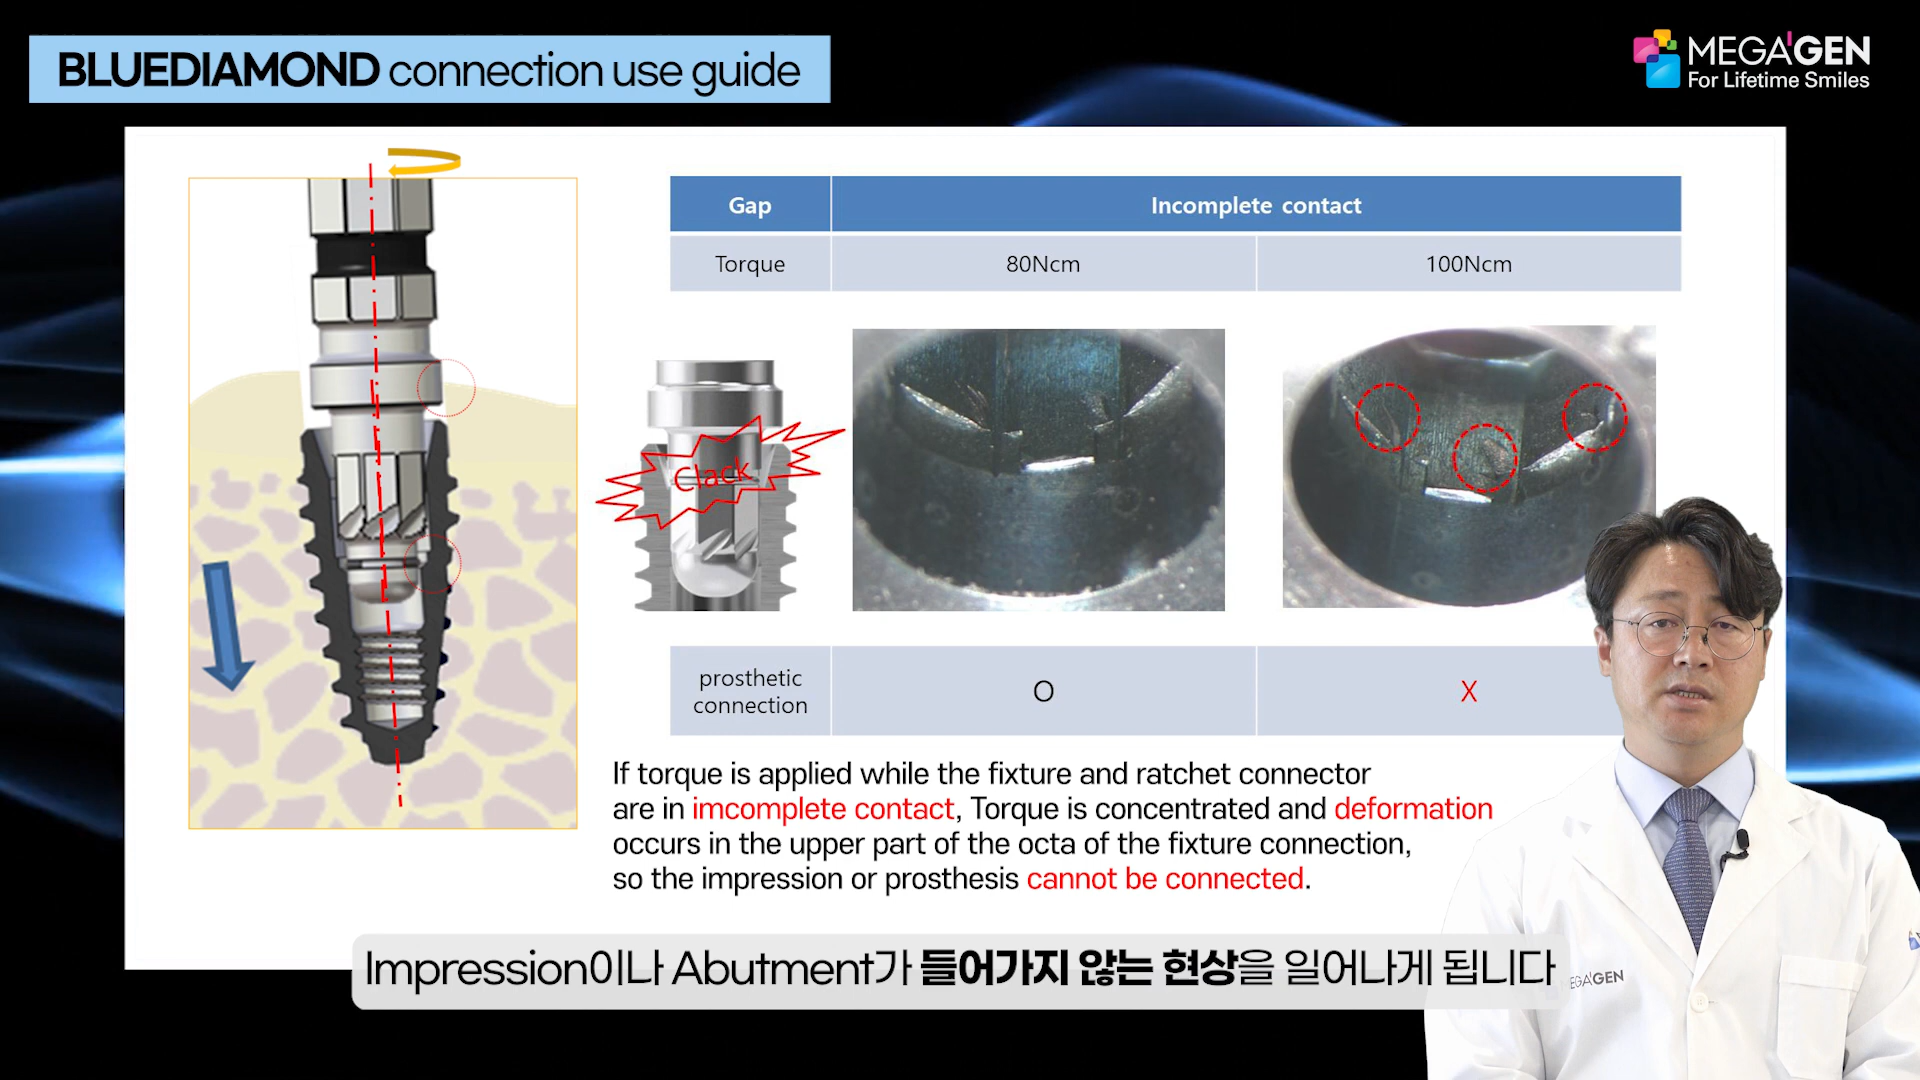 BLUEDIAMOND connection use guide
MEGA'GEN
For Lifetime Smiles
Gap
Incomplete contact
Torque
80Ncm
100Ncm
Clack
prosthetic
connection
O
X
If torque is applied while the fixture and ratchet connector
are in imcomplete contact, Torque is concentrated and deformation
occurs in the upper part of the octa of the fixture connection,
so the impression or prosthesis cannot be connected.
Impression이나 Abutment가 들어가지 않는 현상을 일어나게 됩니다
EGA'GEN